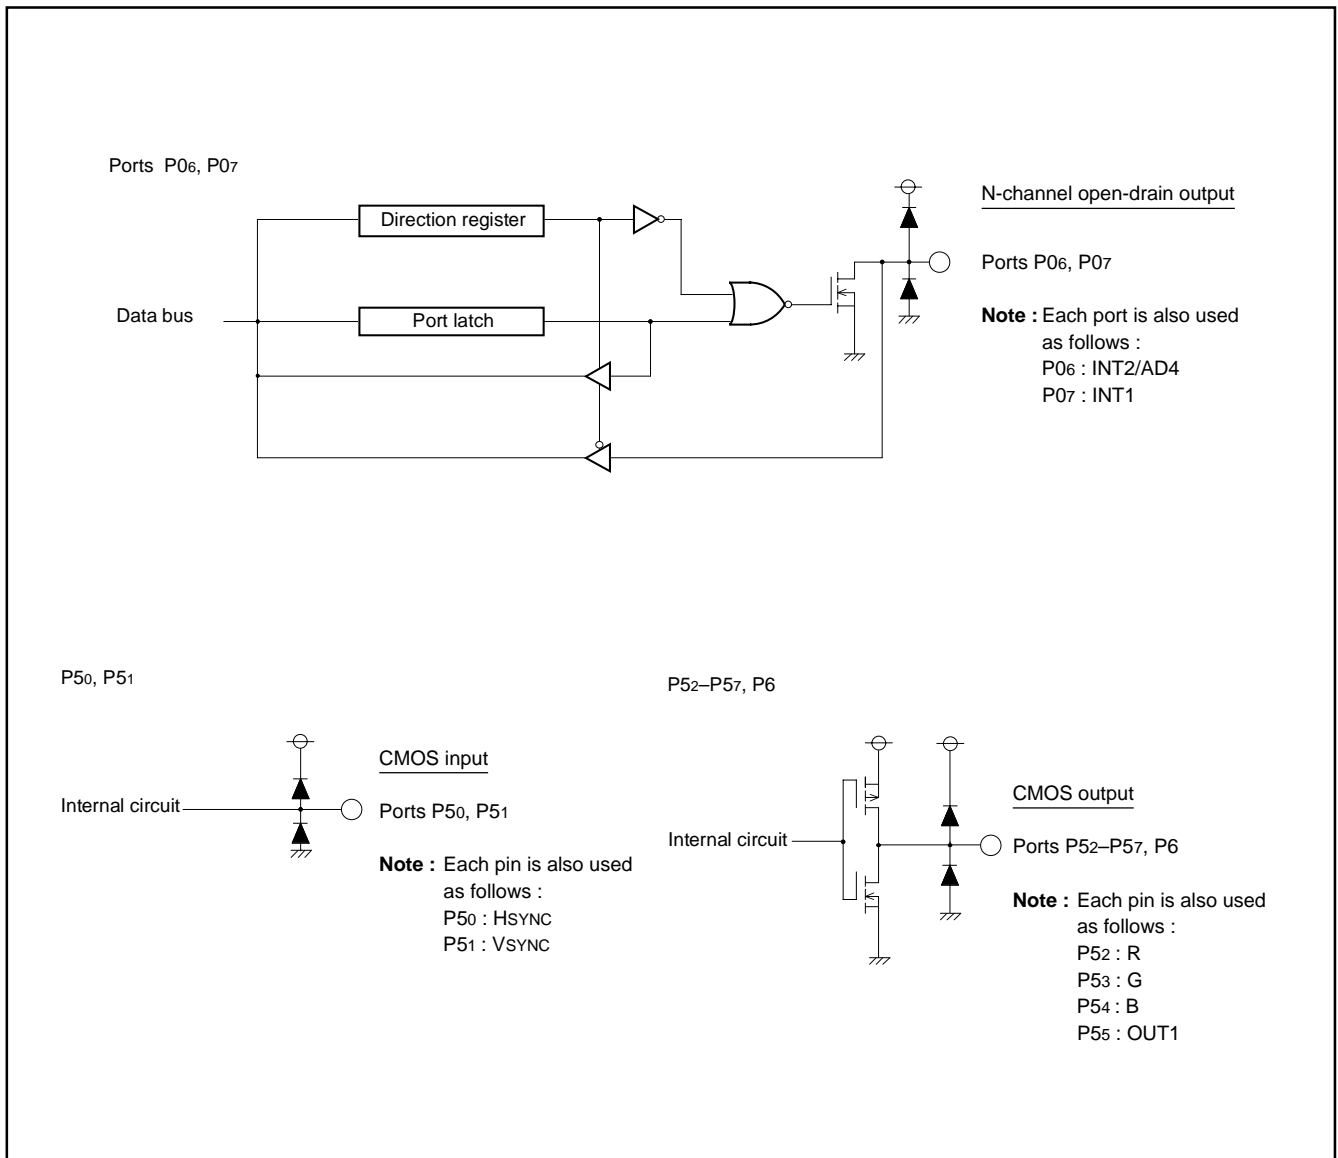 Ports P06, P07
Direction register
Data bus
Port latch
N-channel open-drain output
Ports P06, P07
Note : Each port is also used
as follows :
P06 : INT2/AD4
P07 : INT1
P50, P51
Internal circuit
CMOS input
Ports P50, P51
Note : Each pin is also used
as follows :
P50 : HSYNC
P51 : VSYNC
P52–P57, P6
Internal circuit
CMOS output
Ports P52–P57, P6
Note : Each pin is also used
as follows :
P52 : R
P53 : G
P54 : B
P55 : OUT1